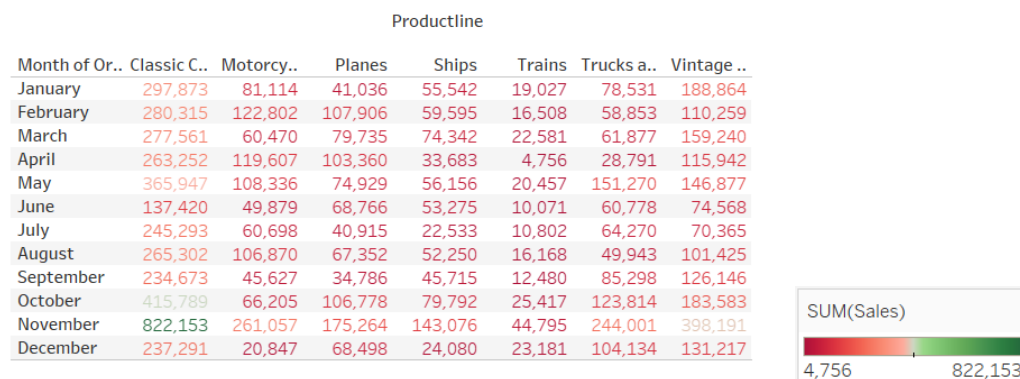 Productline
Month of Or.. Classic C.. Motorcy.. Planes Ships Trains Trucks a.. Vintage ..
January 297,873 81,114 41,036 55,542 19,027 78,531 188,864
February 280,315 122,802 107,906 59,595 16,508 58,853 110,259
March 277,561 60,470 79,735 74,342 22,581 61,877 159,240
April 263,252 119,607 103,360 33,683 4,756 28,791 115,942
May 365,947 108,336 74,929 56,156 20,457 151,270 146,877
June 137,420 49,879 68,766 53,275 10,071 60,778 74,568
July 245,293 60,698 40,915 22,533 10,802 64,270 70,365
August 265,302 106,870 67,352 52,250 16,168 49,943 101,425
September 234,673 45,627 34,786 45,715 12,480 85,298 126,146
October 415,789 66,205 106,778 79,792 25,417 123,814 183,583
November 822,153 261,057 175,264 143,076 44,795 244,001 398,191
December 237,291 20,847 68,498 24,080 23,181 104,134 131,217
SUM(Sales)
4,756 822,153